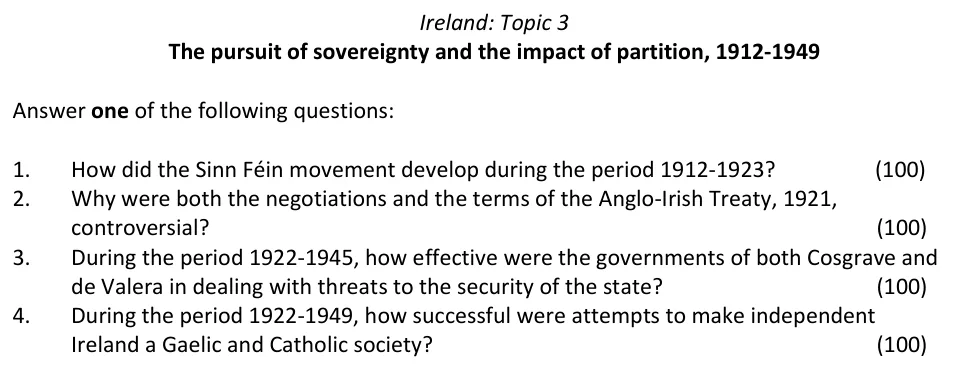 Ireland: Topic 3
The pursuit of sovereignty and the impact of partition, 1912-1949
Answer one of the following questions:
1. How did the Sinn Féin movement develop during the period 1912-1923? (100)
2. Why were both the negotiations and the terms of the Anglo-Irish Treaty, 1921,
controversial? (100)
3. During the period 1922-1945, how effective were the governments of both Cosgrave and
de Valera in dealing with threats to the security of the state? (100)
4. During the period 1922-1949, how successful were attempts to make independent
Ireland a Gaelic and Catholic society? (100)